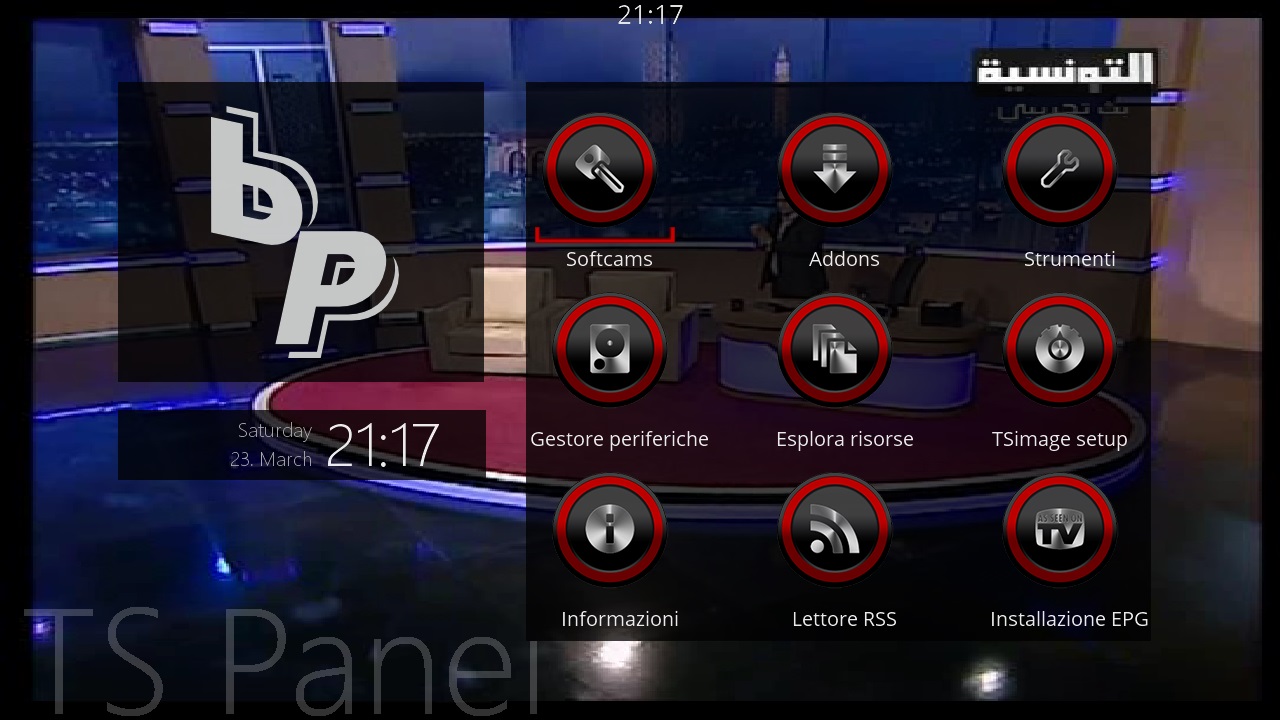 21:17
التونسية
bP
Softcams
Addons
Strumenti
Saturday
23. March
21:17
Gestore periferiche
Esplora risorse
TSimage setup
AS SEEN ON
TV
Informazioni
Lettore RSS
Installazione EPG
TS Panel